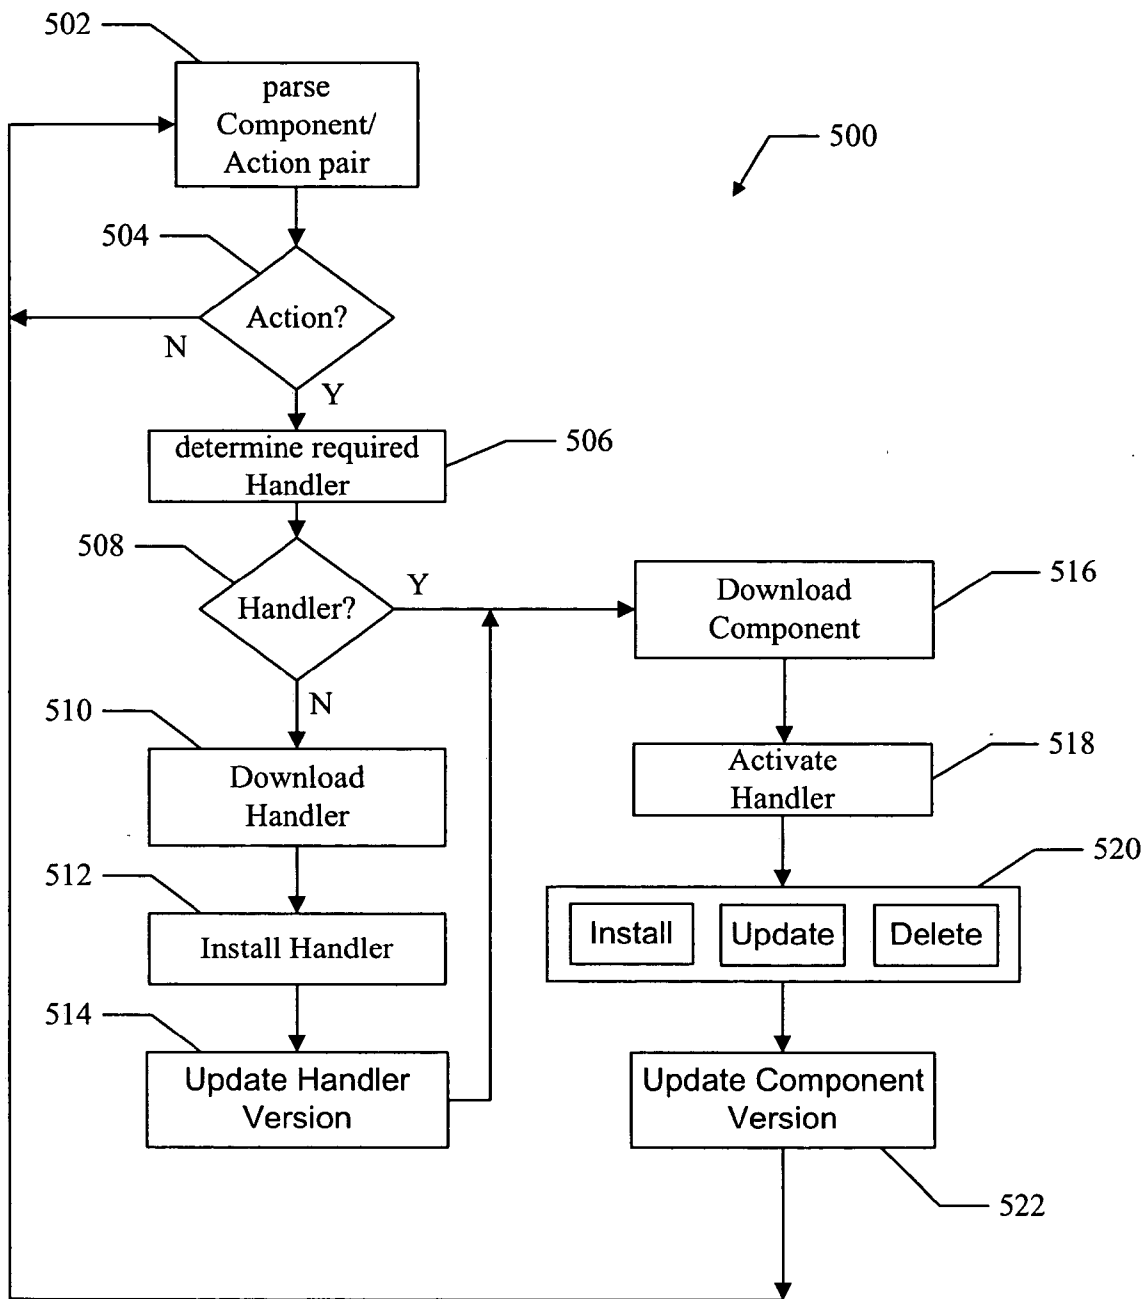 502
parse
Component/
Action pair
500
504
Action?
N
Y
determine required
Handler
506
508
Handler?
Y
N
Download
Component
516
510
Download
Handler
Activate
Handler
518
512
Install Handler
520
Install
Update
Delete
514
Update Handler
Version
Update Component
Version
522